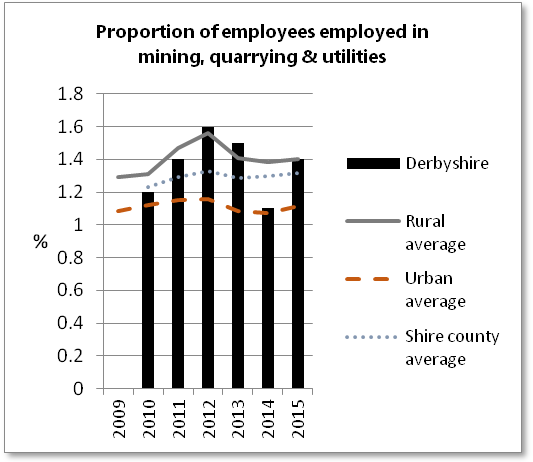 Proportion of employees employed in
mining, quarrying & utilities
1.8
1.6
1.4
1.2
1
0.8
0.6
0.4
0.2
0
%
2009
2010
2011
2012
2013
2014
2015
Derbyshire
Rural
average
Urban
average
Shire county
average